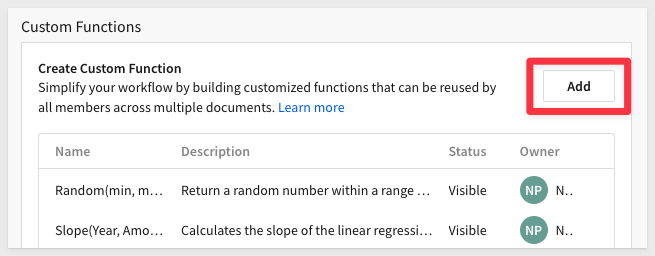 Custom Functions
Create Custom Function
Simplify your workflow by building customized functions that can be reused by
all members across multiple documents. Learn more
Add
Name Description Status Owner
Random(min, m... Return a random number within a range ... Visible NP N..
Slope(Year, Amo... Calculates the slope of the linear regressi... Visible NP N..